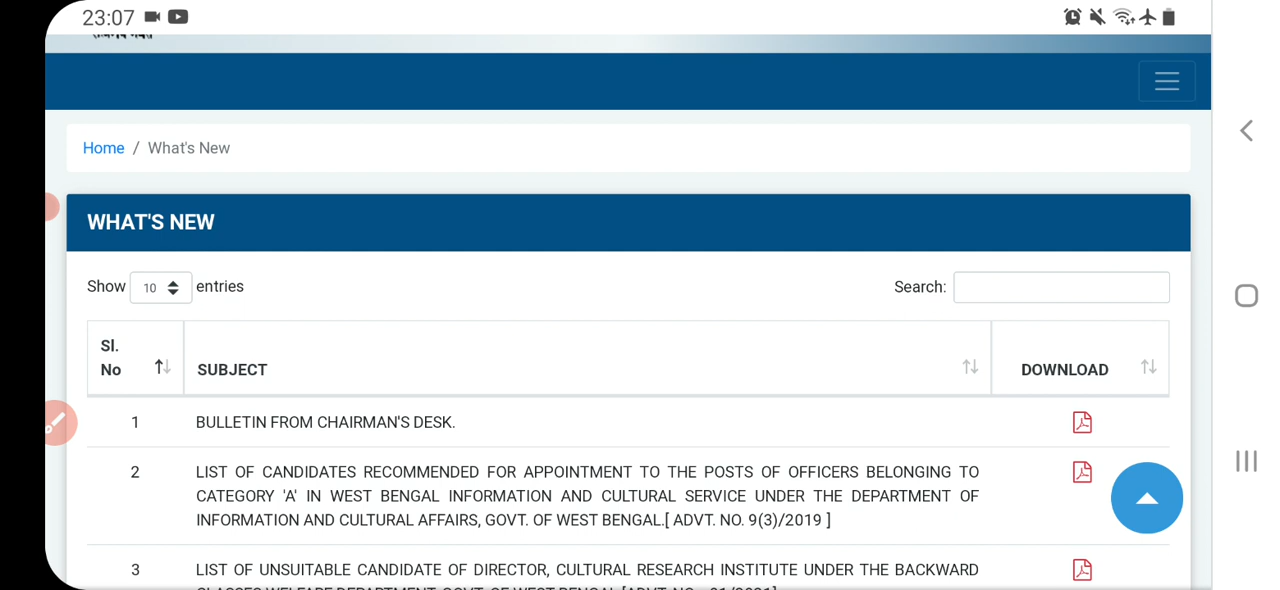 23:07
Home / What's New
WHAT'S NEW
Show 10 entries
Search:
Sl. No
SUBJECT
DOWNLOAD
1 BULLETIN FROM CHAIRMAN'S DESK.
2 LIST OF CANDIDATES RECOMMENDED FOR APPOINTMENT TO THE POSTS OF OFFICERS BELONGING TO
CATEGORY 'A' IN WEST BENGAL INFORMATION AND CULTURAL SERVICE UNDER THE DEPARTMENT OF
INFORMATION AND CULTURAL AFFAIRS, GOVT. OF WEST BENGAL.[ ADVT. NO. 9(3)/2019 ]
3 LIST OF UNSUITABLE CANDIDATE OF DIRECTOR, CULTURAL RESEARCH INSTITUTE UNDER THE BACKWARD